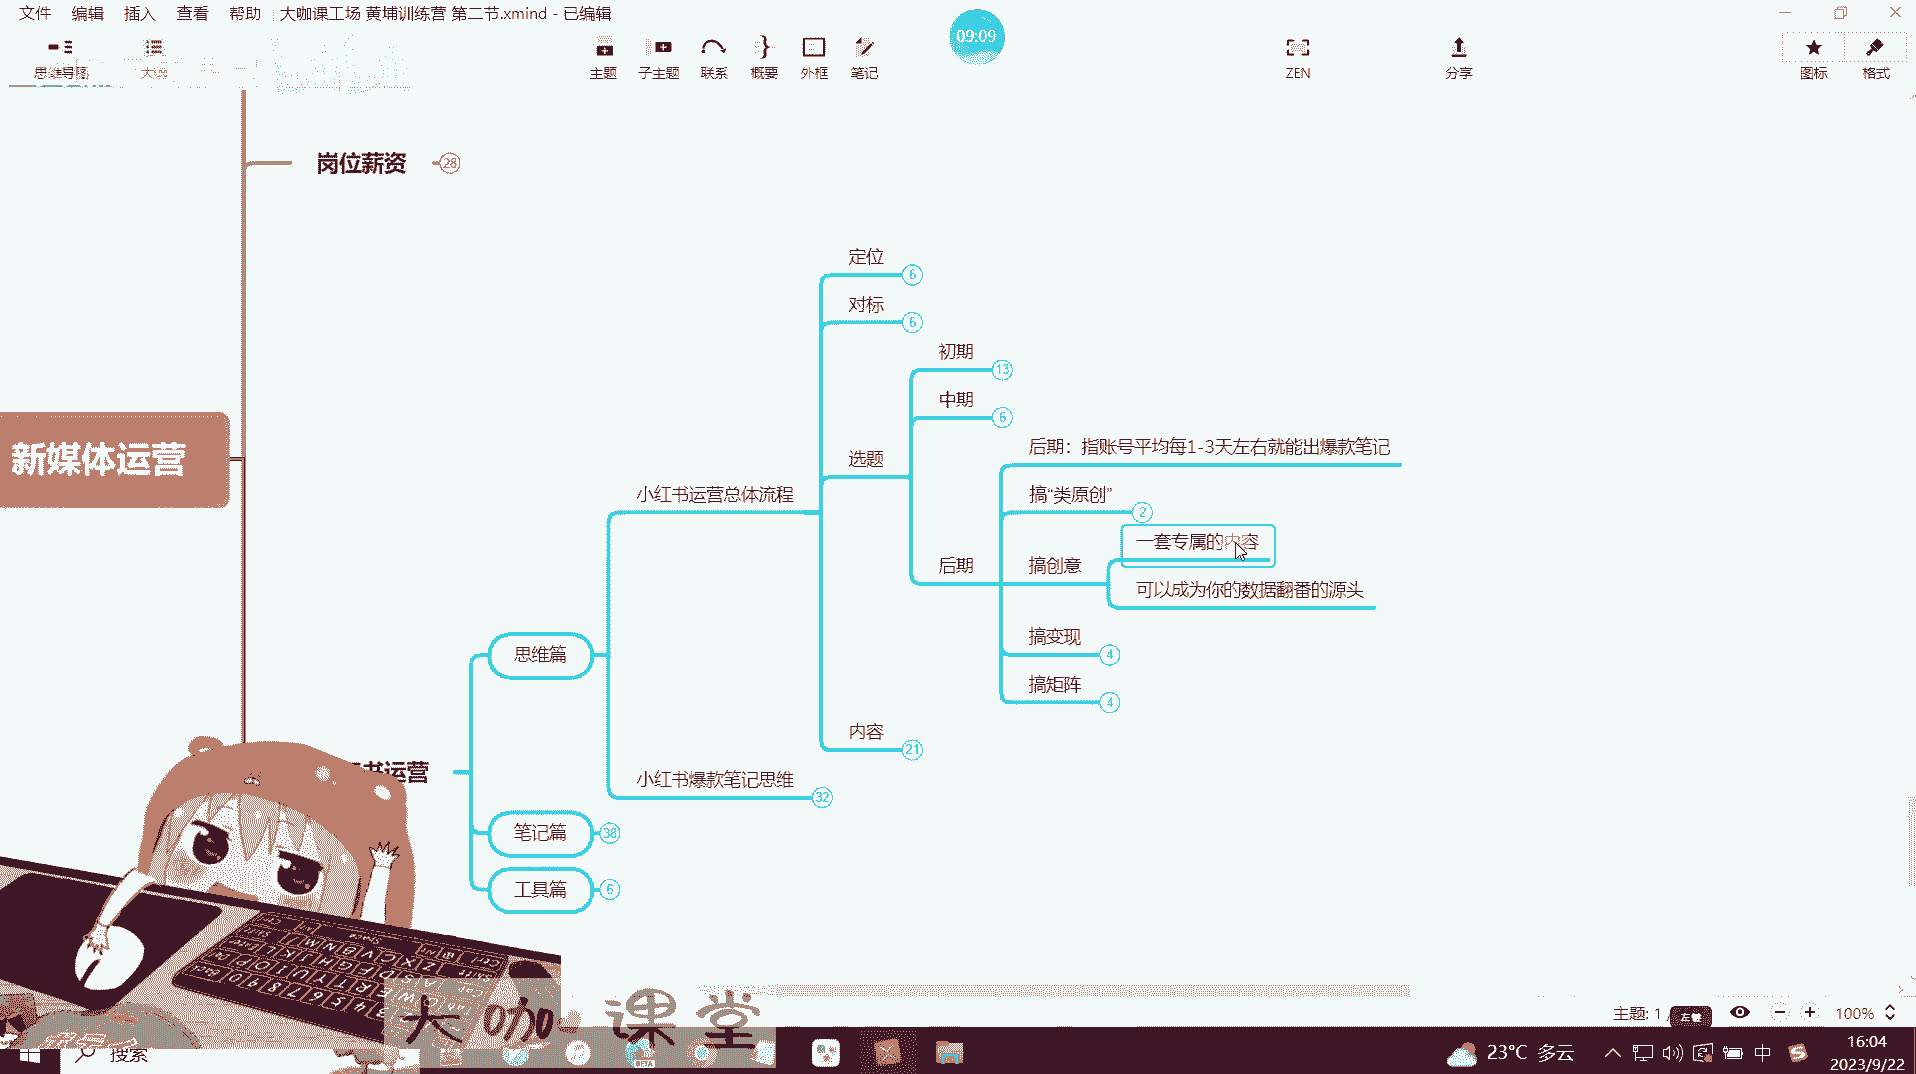 文件 编辑 插入 查看 帮助 大咖课工场 黄埔训练营 第二节.xmind - 已编辑
09:09
思维导图 大纲 主题 子主题 联系 概要 外框 笔记 ZEN 分享 图标 格式
岗位薪资 28
定位 6
对标 6
初期 13
中期 6
后期：指账号平均每1-3天左右就能出爆款笔记
选题
新媒体运营
小红书运营总体流程
搞“类原创” 2
一套专属的内容
后期 搞创意
可以成为你的数据翻番的源头
搞变现 4
思维篇
搞矩阵 4
内容 21
书运营
小红书爆款笔记思维 32
笔记篇 38
工具篇 6
大咖课堂
主题: 1 /
左键
100%
搜索
BETA
23°C 多云
中
16:04
2023/9/22